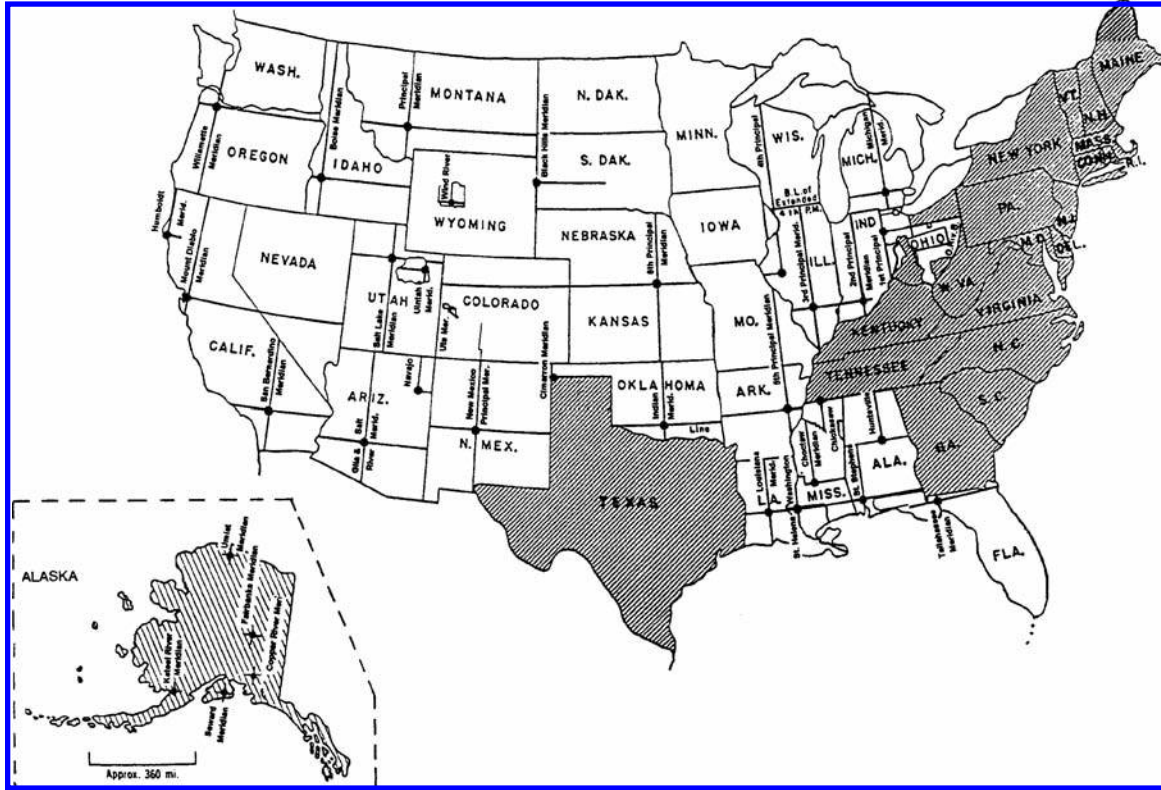 WASH.
Principal
Meridian
MONTANA
N. DAK.
MINN.
4th Principal
WIS.
Michigan
Merid.
MAINE
VT.
N.H.
Willamette
Meridian
OREGON
Boise Meridian
IDAHO
Black Hills Meridian
S. DAK.
MICH.
NEW YORK
MASS.
CONN.
R.I.
Wind River
WYOMING
B.L. of
Extended
4th P.M.
IOWA
PA.
N.J.
Humboldt
Merid.
Mount Diablo
Meridian
NEVADA
NEBRASKA
6th Principal
Meridian
3rd Principal Merid.
ILL.
2nd Principal
Meridian
IND
1st Principal
OHIO
M.D.
DEL.
UTAH
Salt Lake
Meridian
Uintah
Merid.
COLORADO
Ute Mer.
KANSAS
MO.
W. VA.
VIRGINIA
KENTUCKY
CALIF.
San Bernardino
Meridian
Navajo
ARIZ.
New Mexico
Principal Mer.
Cimarron Meridian
OKLAHOMA
Indian
Merid.
5th Principal Meridian
ARK.
TENNESSEE
N.C.
S.C.
Gila &
River
Salt
Merid.
N. MEX.
Line
Louisiana
Merid.
Washington
Choctaw
Meridian
Chickasaw
Huntsville
GA.
TEXAS
LA.
St. Helena
MISS.
St. Stephens
ALA.
Tallahassee
Meridian
FLA.
ALASKA
Umiat
Meridian
Fairbanks Meridian
Copper River Mer.
Kateel River
Meridian
Seward
Meridian
Approx. 360 mi.